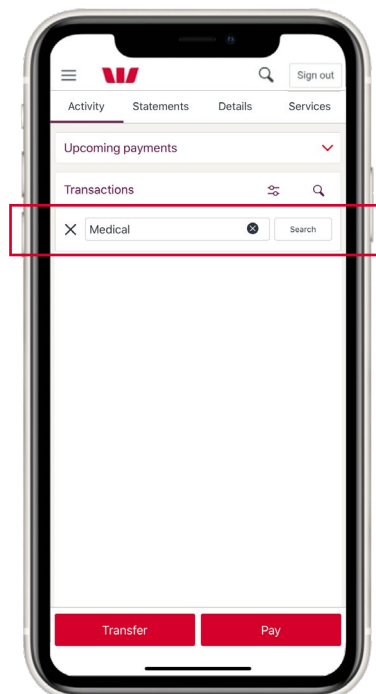 Sign out
Activity Statements Details Services
Upcoming payments
Transactions
Medical Search
Transfer Pay